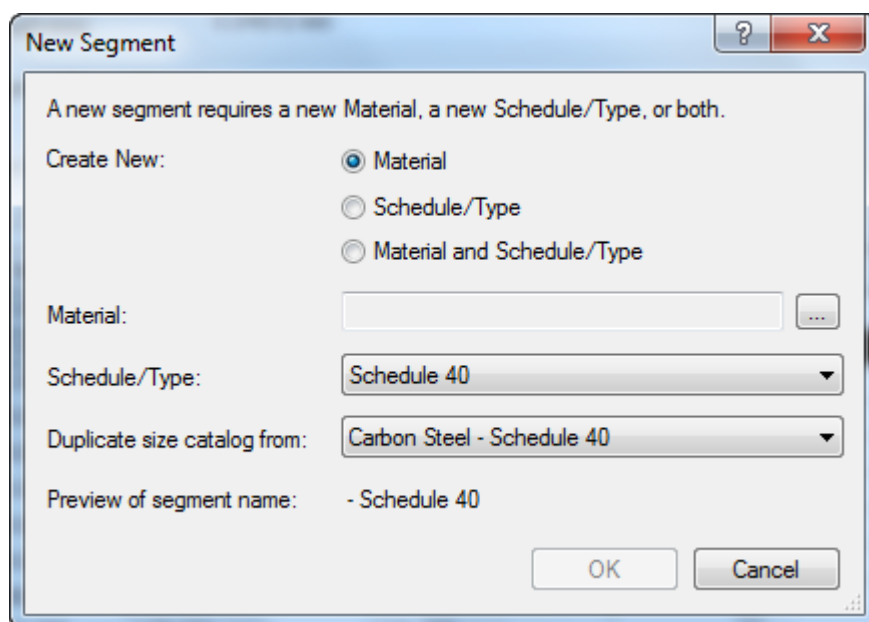 New Segment
A new segment requires a new Material, a new Schedule/Type, or both.
Create New:
Material
Schedule/Type
Material and Schedule/Type
Material:
...
Schedule/Type:
Schedule 40
Duplicate size catalog from:
Carbon Steel - Schedule 40
Preview of segment name:
- Schedule 40
OK
Cancel